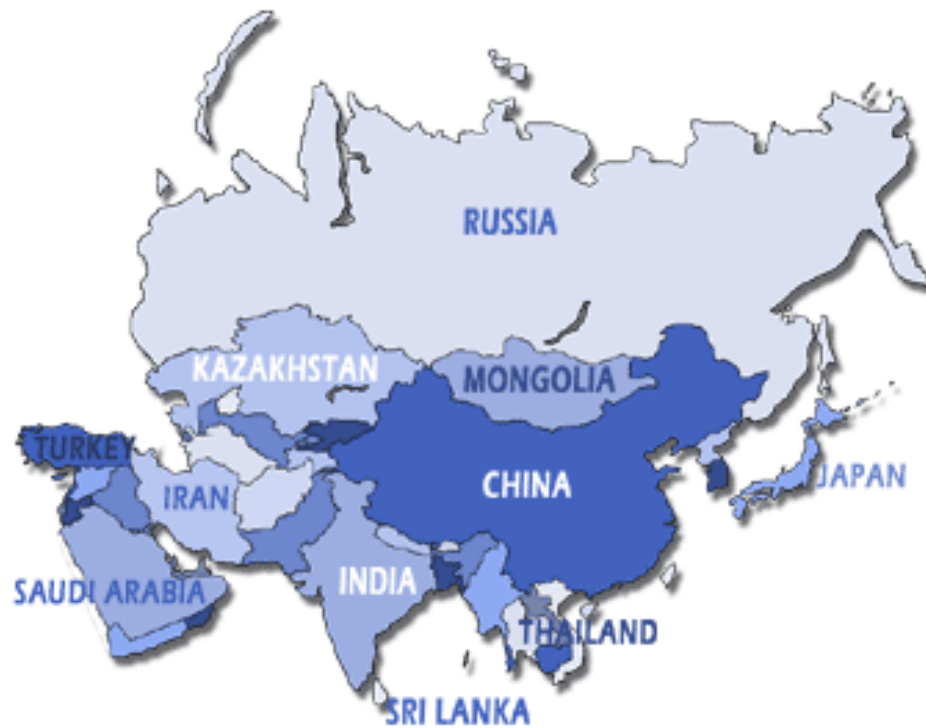 RUSSIA
KAZAKHSTAN
MONGOLIA
TURKEY
CHINA
JAPAN
IRAN
INDIA
SAUDI ARABIA
THAILAND
SRI LANKA